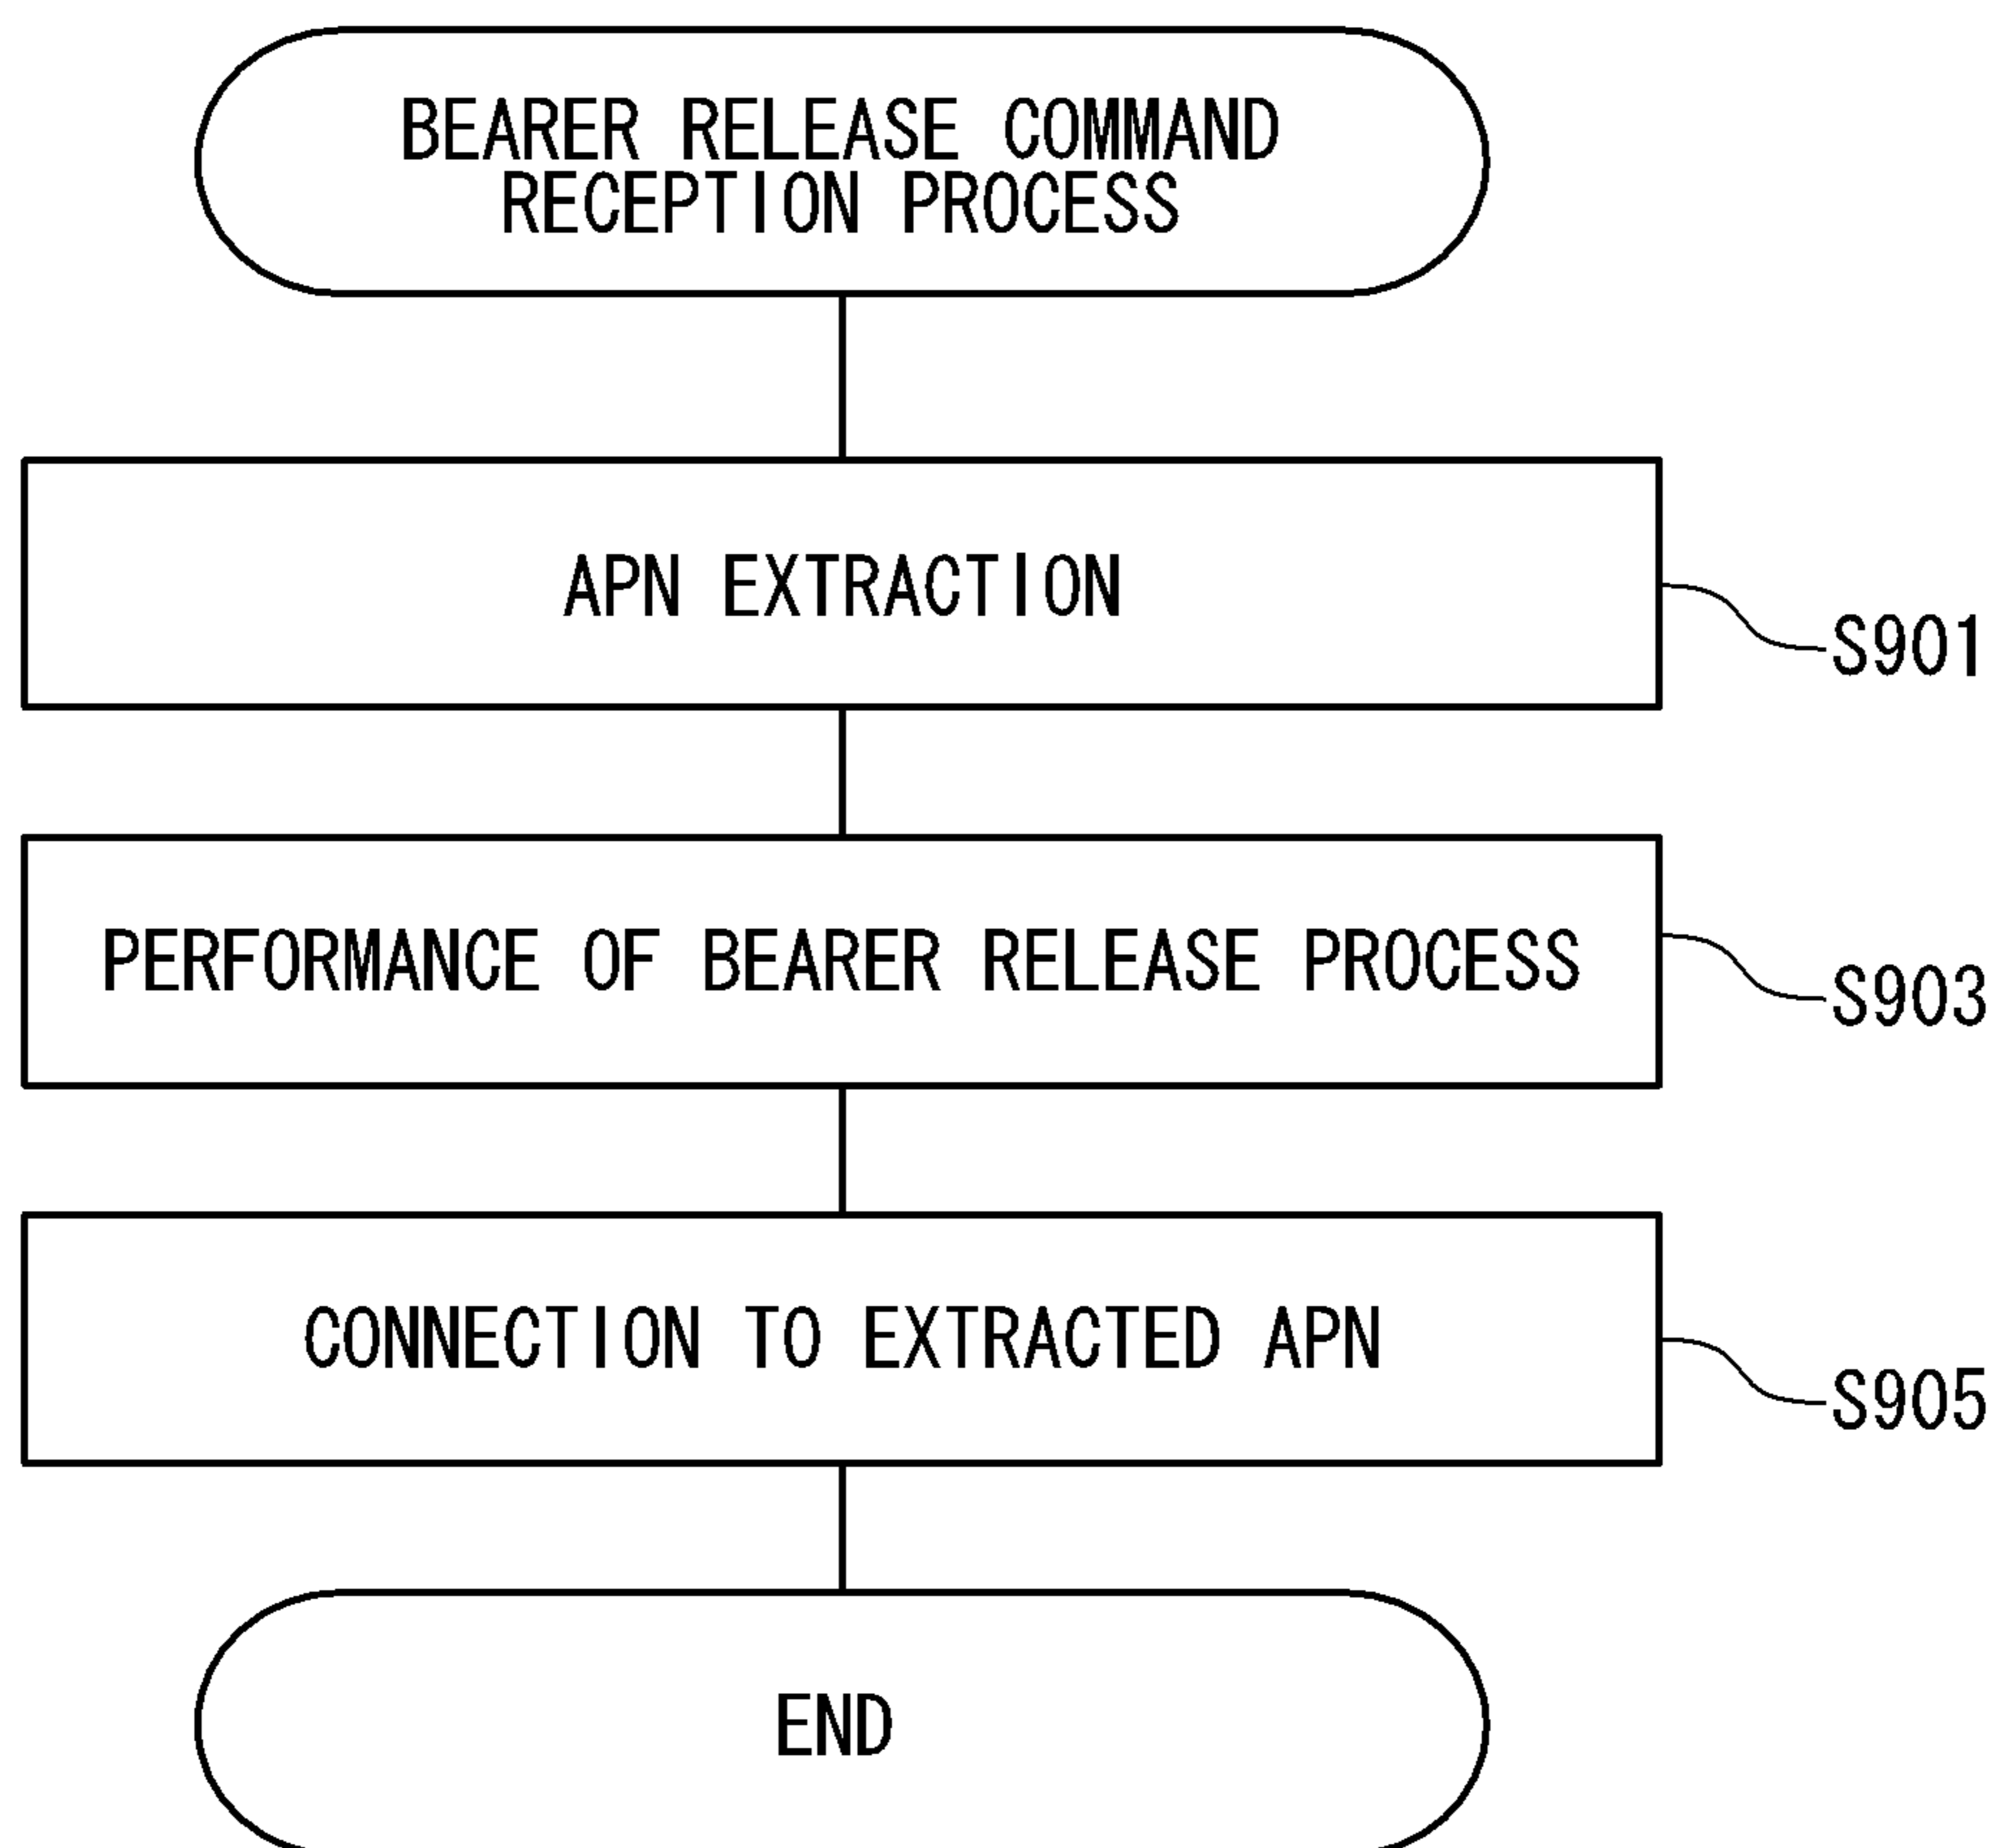 BEARER RELEASE COMMAND
RECEPTION PROCESS
APN EXTRACTION
S901
PERFORMANCE OF BEARER RELEASE PROCESS
S903
CONNECTION TO EXTRACTED APN
S905
END